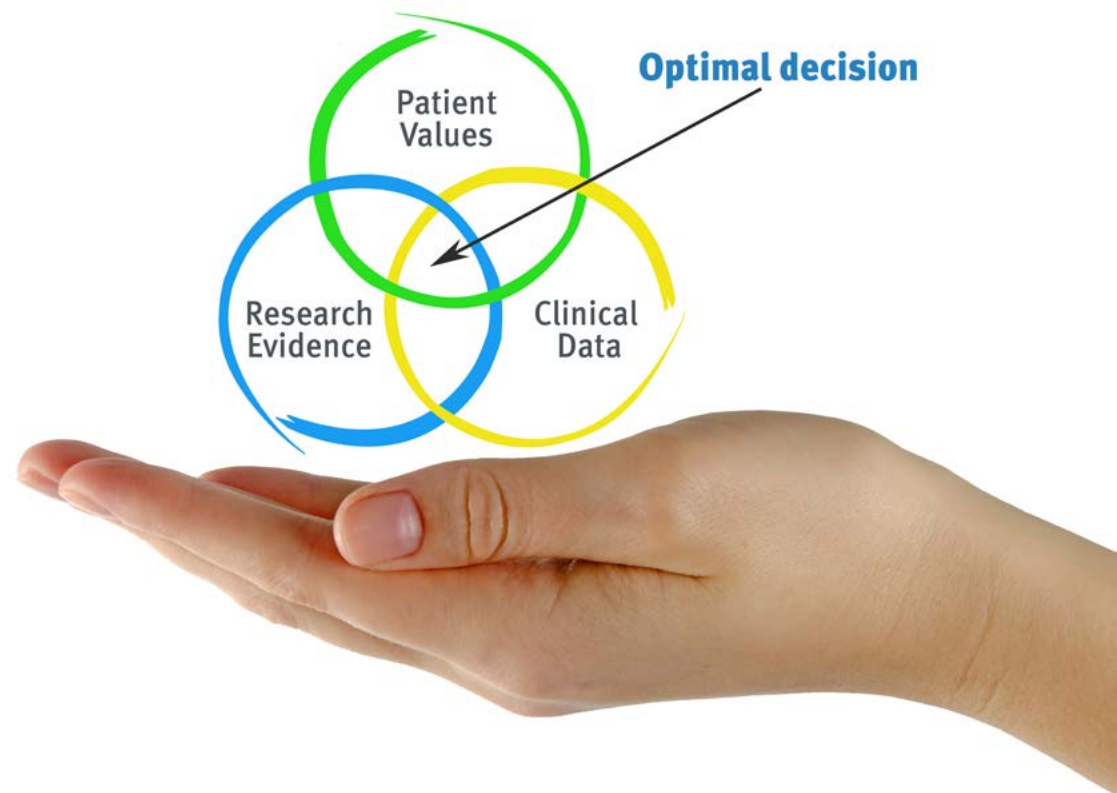 Optimal decision
Patient
Values
Research
Evidence
Clinical
Data